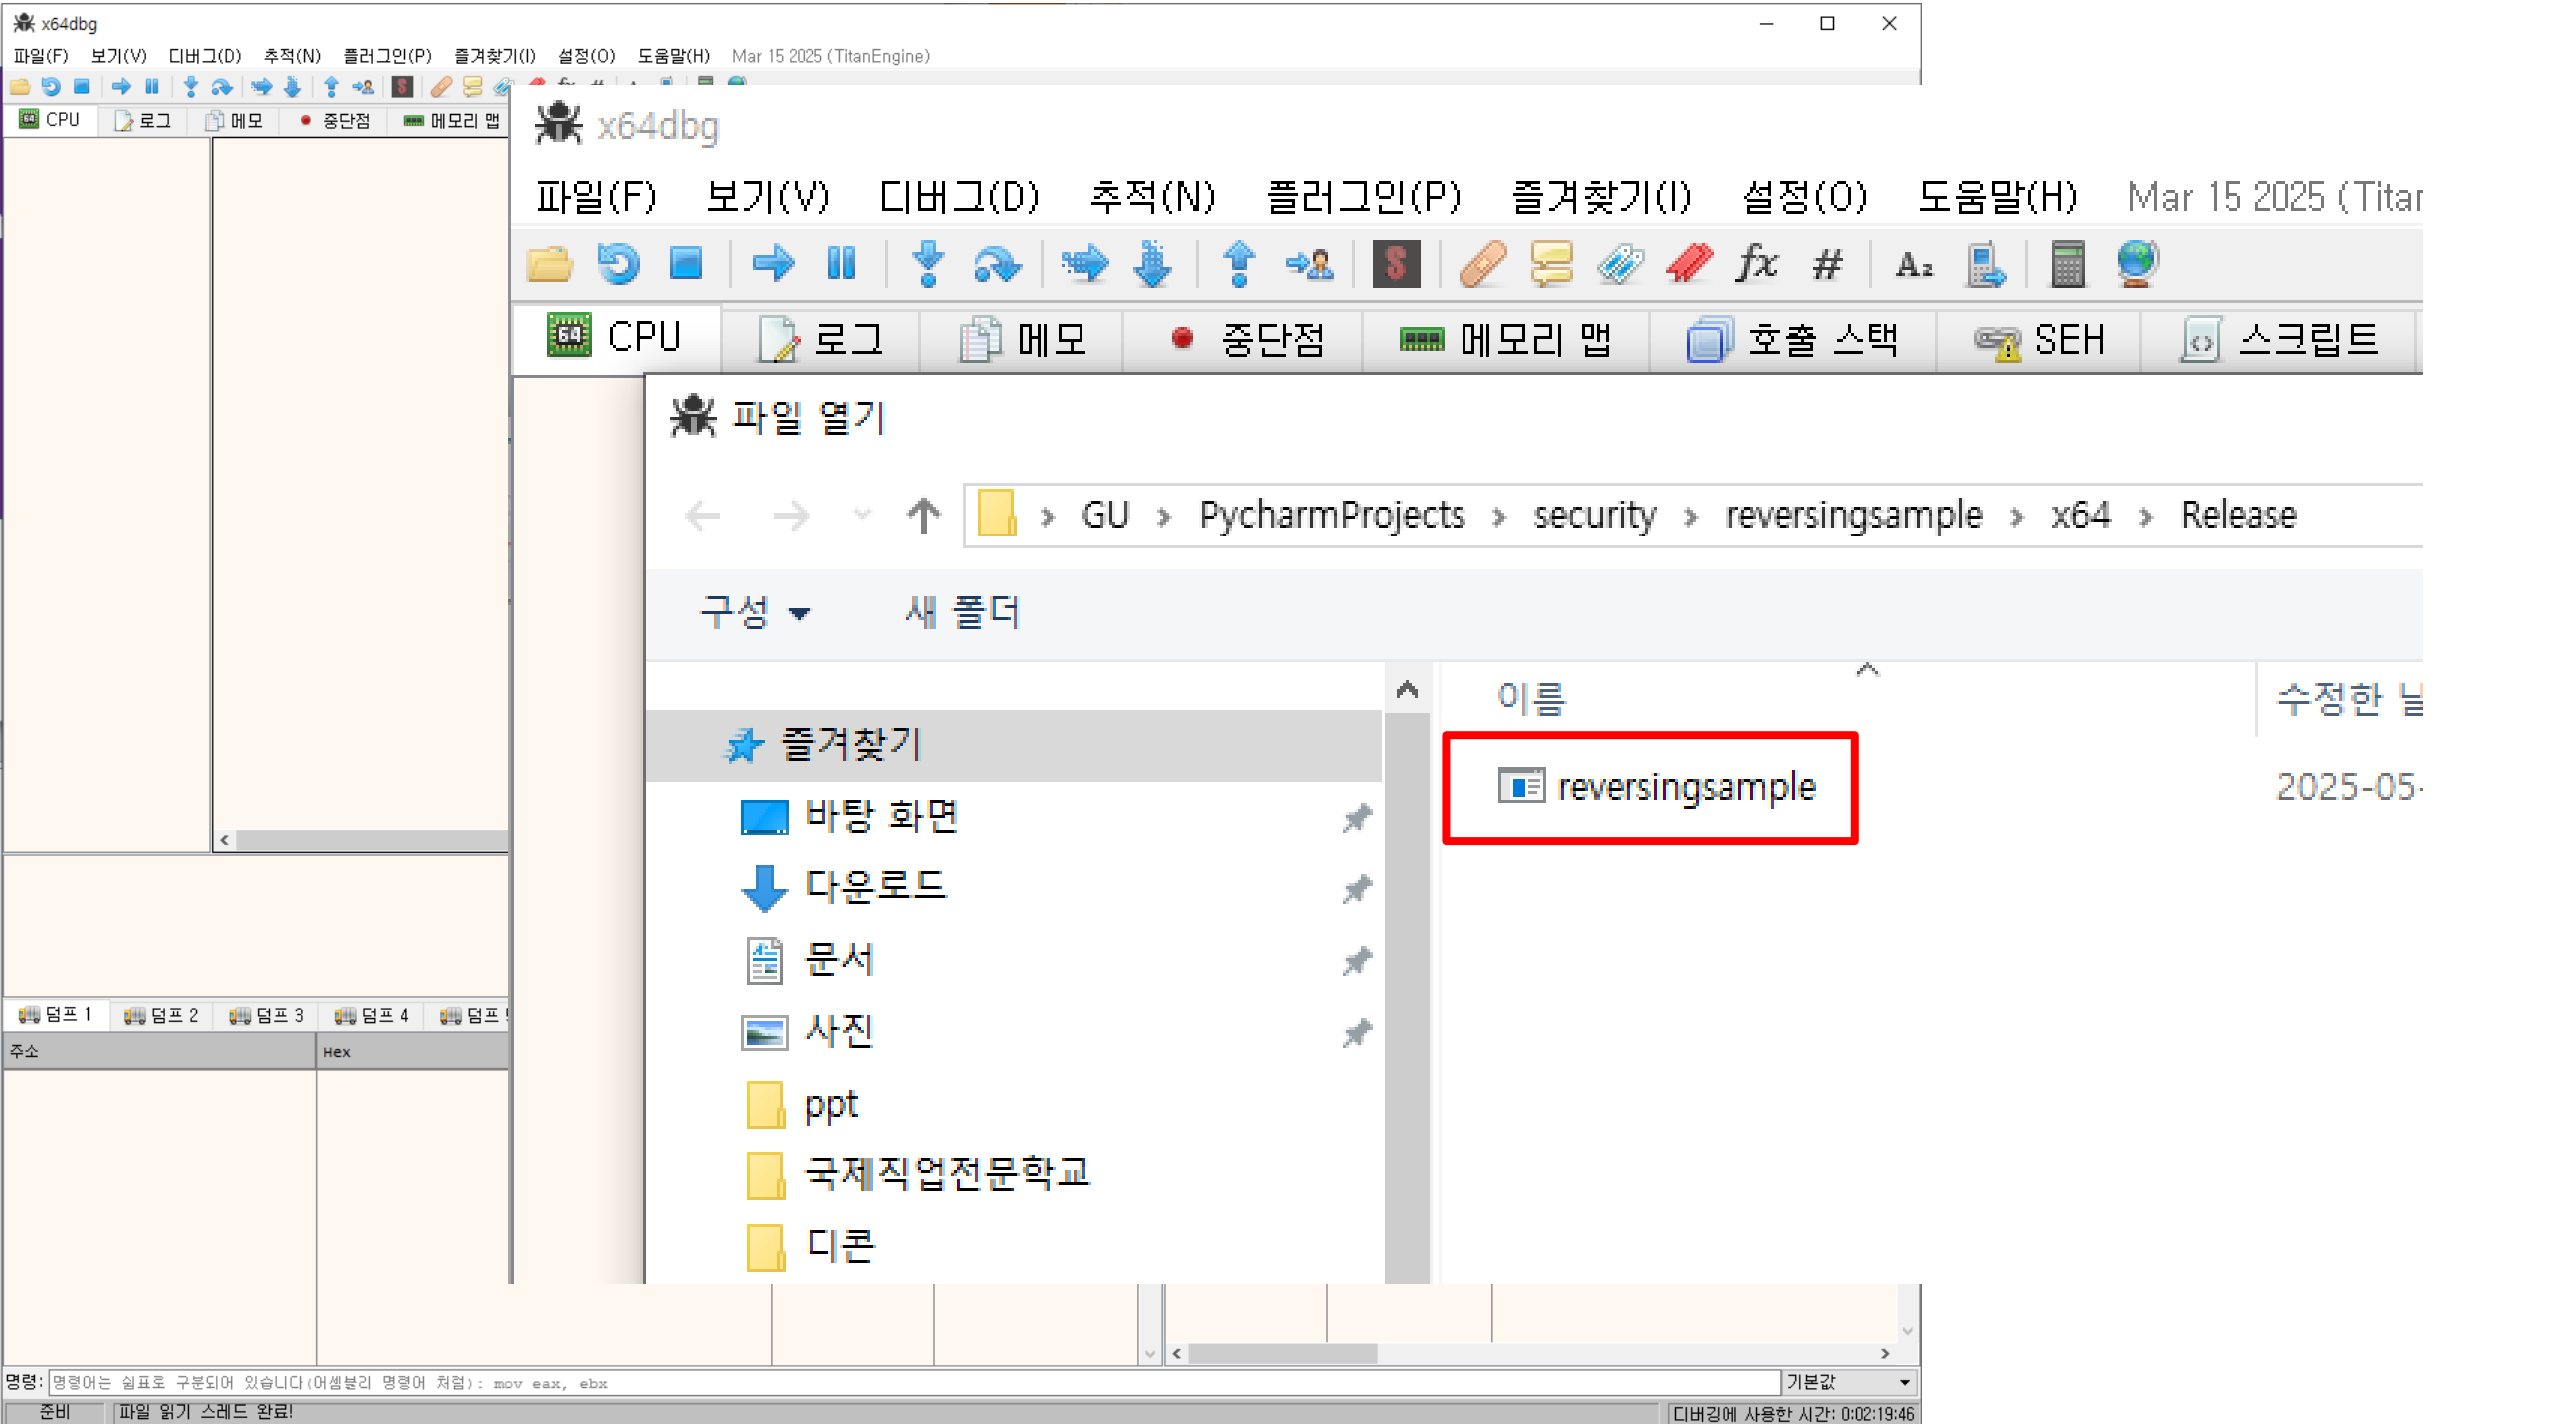 x64dbg
파일(F) 보기(V) 디버그(D) 추적(N) 플러그인(P) 즐겨찾기(I) 설정(O) 도움말(H) Mar 15 2025 (TitanEngine)
CPU 로그 메모 중단점 메모리 맵
x64dbg
파일(F) 보기(V) 디버그(D) 추적(N) 플러그인(P) 즐겨찾기(I) 설정(O) 도움말(H) Mar 15 2025 (Titan
fx # Az
CPU 로그 메모 중단점 메모리 맵 호출 스택 SEH 스크립트
파일 열기
› GU › PycharmProjects › security › reversingsample › x64 › Release
구성 새 폴더
이름 수정한 날
즐겨찾기
reversingsample 2025-05-
바탕 화면
다운로드
문서
사진
ppt
국제직업전문학교
디콘
덤프 1 덤프 2 덤프 3 덤프 4 덤프
주소 Hex
명령: 명령어는 쉼표로 구분되어 있습니다(어셈블리 명령어 처럼): mov eax, ebx 기본값
준비 파일 읽기 스레드 완료! 디버깅에 사용한 시간: 0:02:19:46